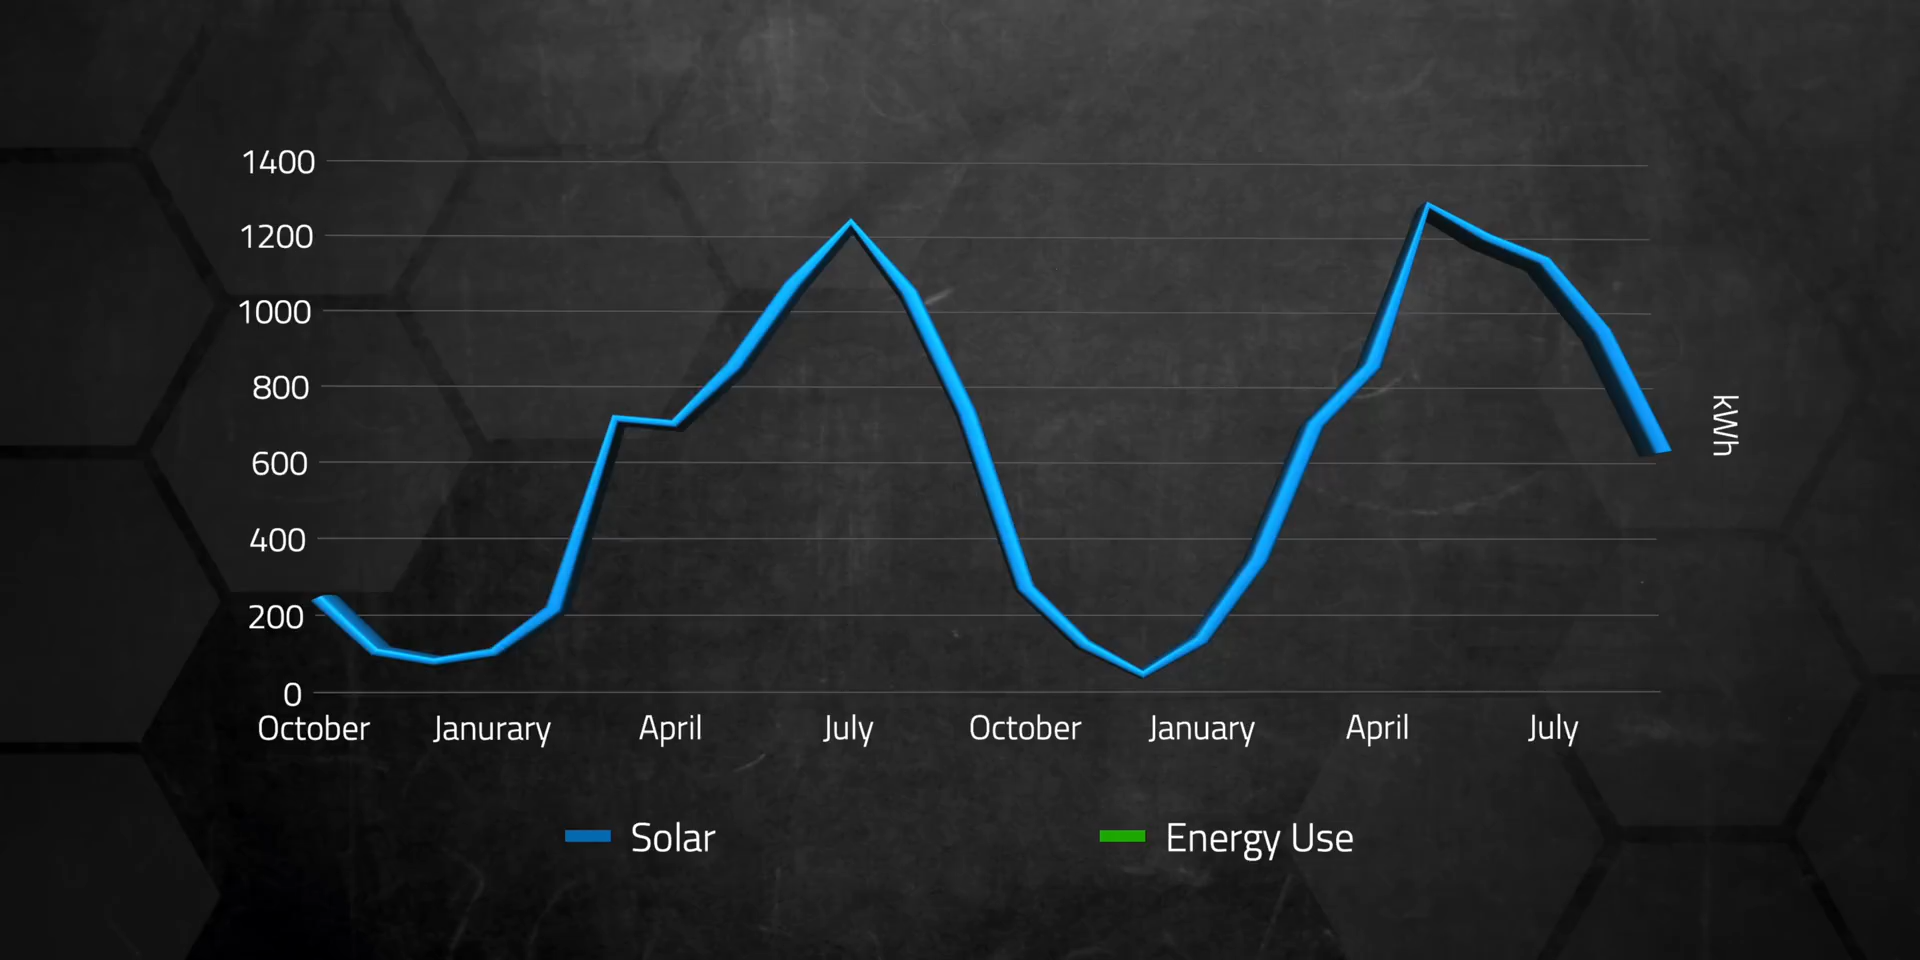 1400
1200
1000
800
600
400
200
0
October Janurary April July October January April July
kWh
Solar Energy Use